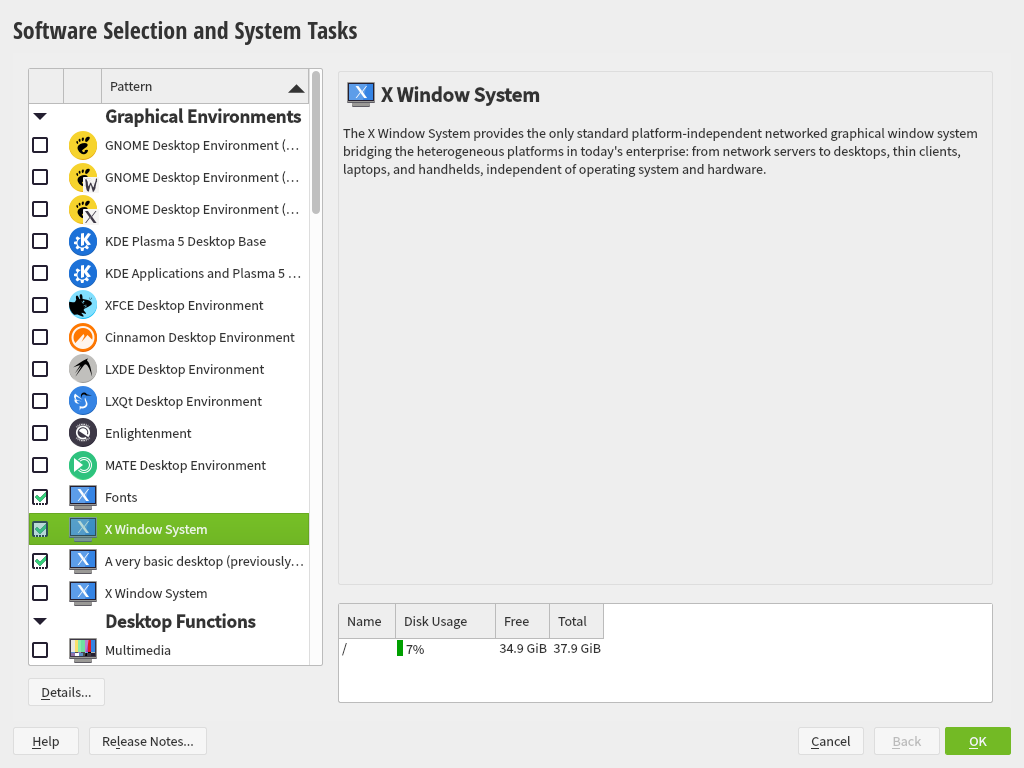 Software Selection and System Tasks
Pattern
Graphical Environments
GNOME Desktop Environment (...
GNOME Desktop Environment (...
GNOME Desktop Environment (...
KDE Plasma 5 Desktop Base
KDE Applications and Plasma 5 ...
XFCE Desktop Environment
Cinnamon Desktop Environment
LXDE Desktop Environment
LXQt Desktop Environment
Enlightenment
MATE Desktop Environment
Fonts
X Window System
A very basic desktop (previously...
X Window System
Desktop Functions
Multimedia
Details...
X Window System
The X Window System provides the only standard platform-independent networked graphical window system
bridging the heterogeneous platforms in today's enterprise: from network servers to desktops, thin clients,
laptops, and handhelds, independent of operating system and hardware.
Name Disk Usage Free Total
/ 7% 34.9 GiB 37.9 GiB
Help Release Notes... Cancel Back OK